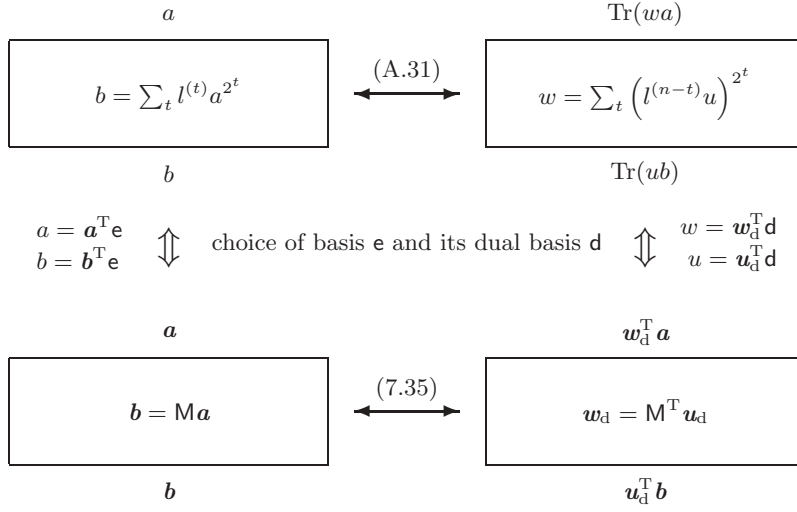 a Tr(wa)
b = ∑_t l^(t) a^{2^t} (A.31) w = ∑_t (l^(n−t) u)^{2^t}
b Tr(ub)
a = a^T e w = w_d^T d
b = b^T e choice of basis e and its dual basis d u = u_d^T d
a w_d^T a
b = M a (7.35) w_d = M^T u_d
b u_d^T b